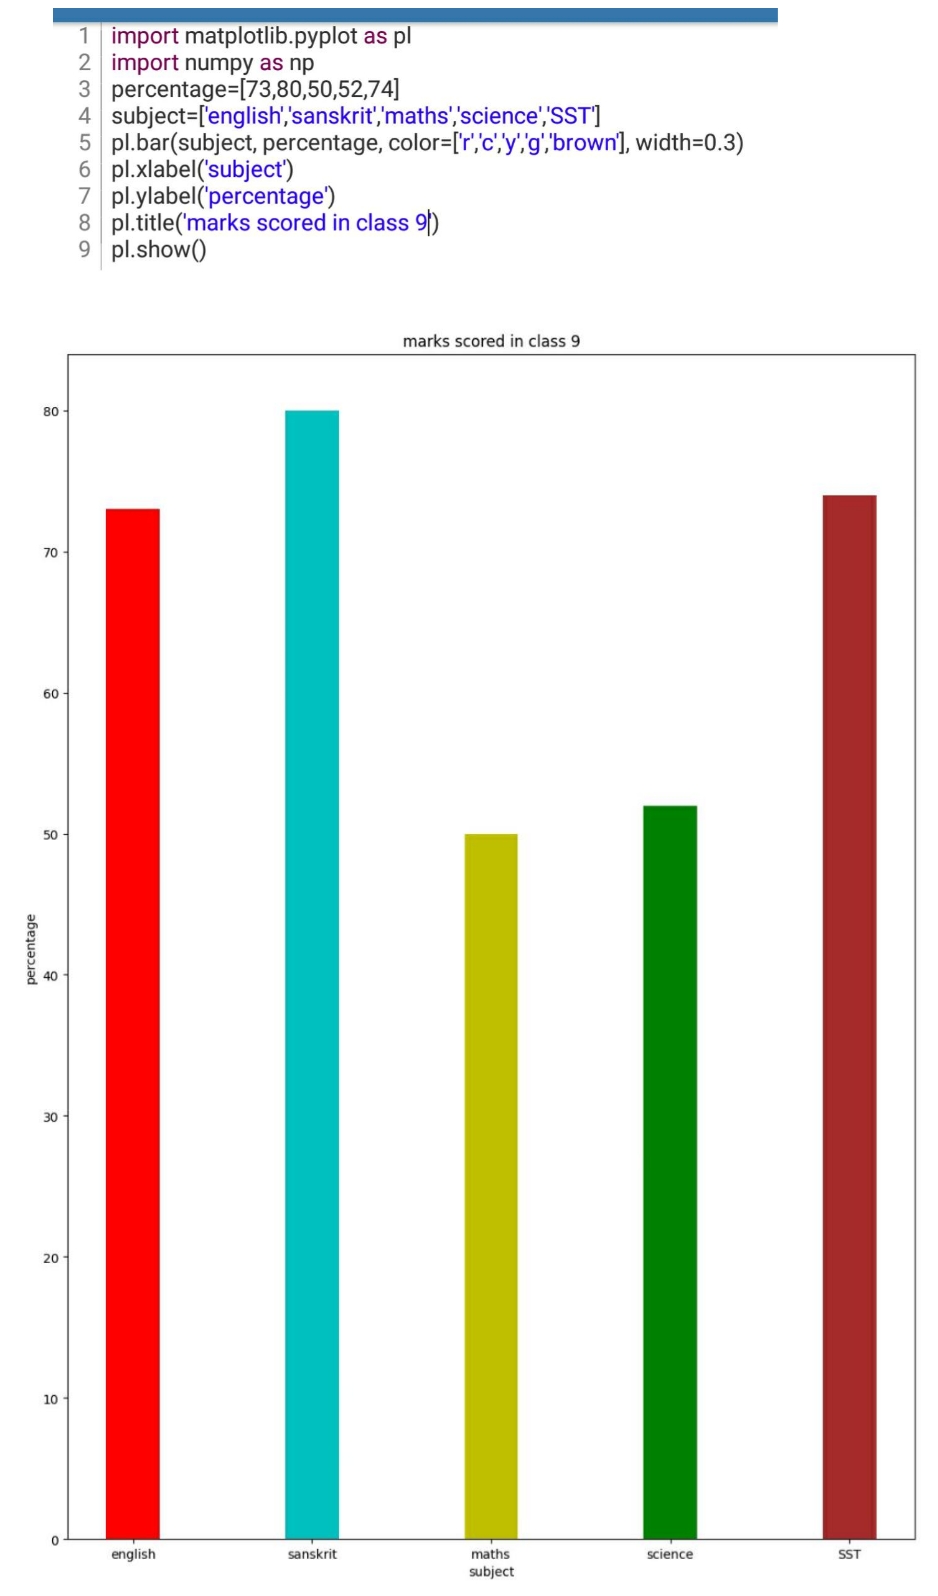 1 import matplotlib.pyplot as pl
2 import numpy as np
3 percentage=[73,80,50,52,74]
4 subject=['english','sanskrit','maths','science','SST']
5 pl.bar(subject, percentage, color=['r','c','y','g','brown'], width=0.3)
6 pl.xlabel('subject')
7 pl.ylabel('percentage')
8 pl.title('marks scored in class 9')
9 pl.show()
marks scored in class 9
80
70
60
50
percentage
40
30
20
10
0
english sanskrit maths science SST
subject